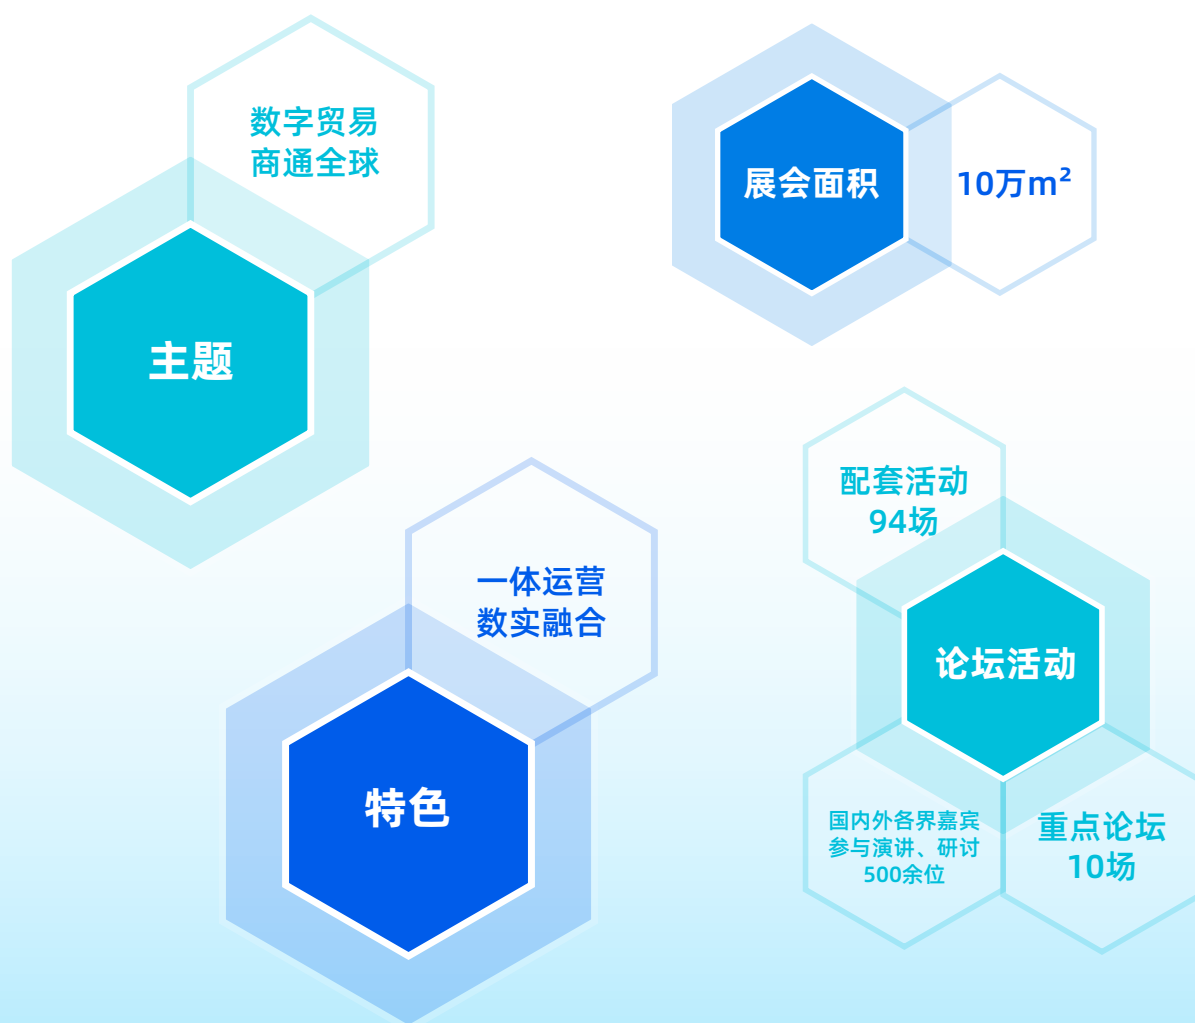 数字贸易
商通全球
主题
展会面积
10万m²
一体运营
数实融合
特色
配套活动
94场
论坛活动
国内外各界嘉宾
参与演讲、研讨
500余位
重点论坛
10场